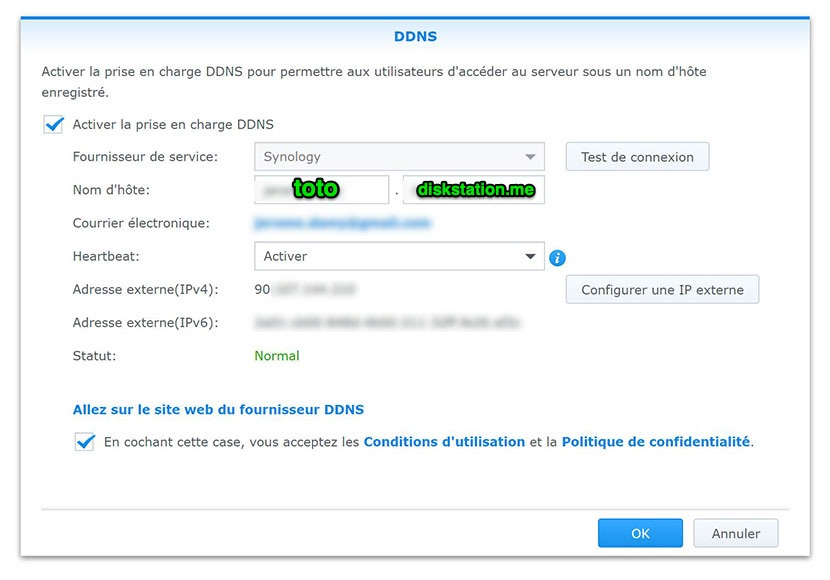 DDNS
Activer la prise en charge DDNS pour permettre aux utilisateurs d'accéder au serveur sous un nom d'hôte
enregistré.
Activer la prise en charge DDNS
Fournisseur de service: Synology Test de connexion
Nom d'hôte: toto . diskstation.me
Courrier électronique:
Heartbeat: Activer
Adresse externe(IPv4): 90 Configurer une IP externe
Adresse externe(IPv6):
Statut: Normal
Allez sur le site web du fournisseur DDNS
En cochant cette case, vous acceptez les Conditions d'utilisation et la Politique de confidentialité.
OK Annuler